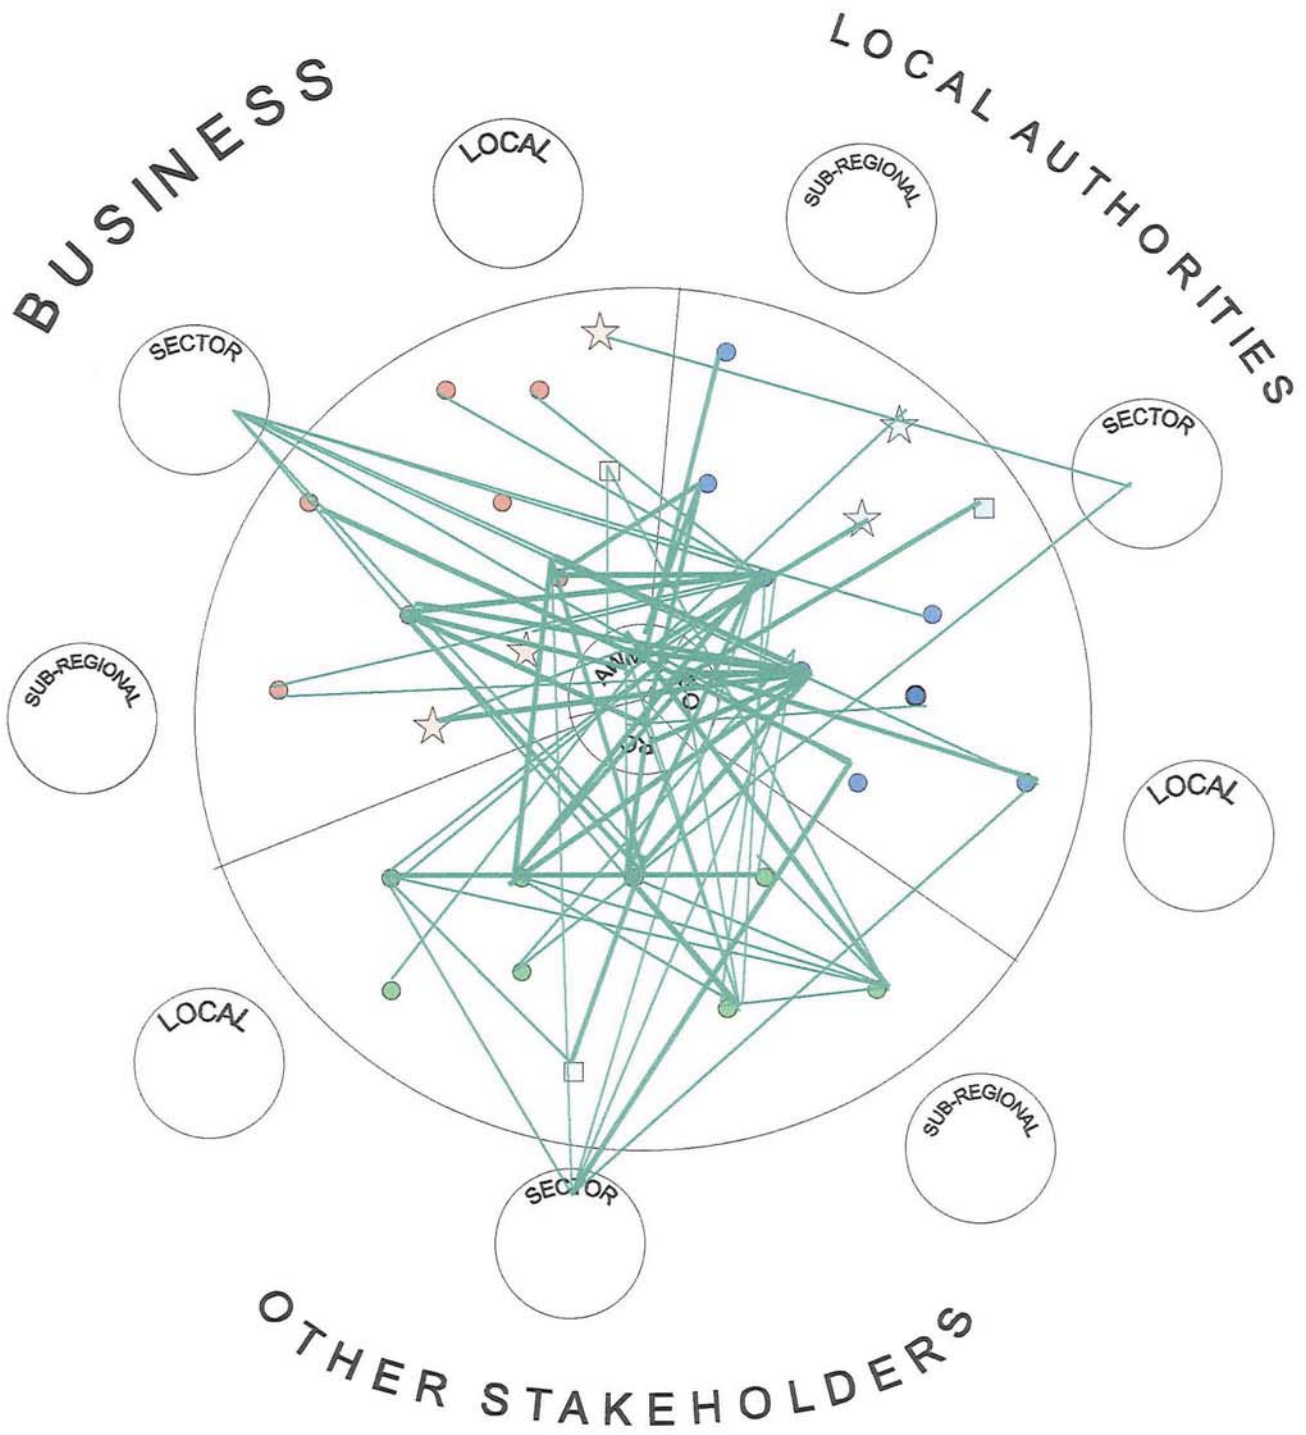 LOCAL AUTHORITIES
BUSINESS
LOCAL
SUB-REGIONAL
SECTOR
SECTOR
SUB-REGIONAL
LOCAL
LOCAL
SUB-REGIONAL
SECTOR
OTHER STAKEHOLDERS